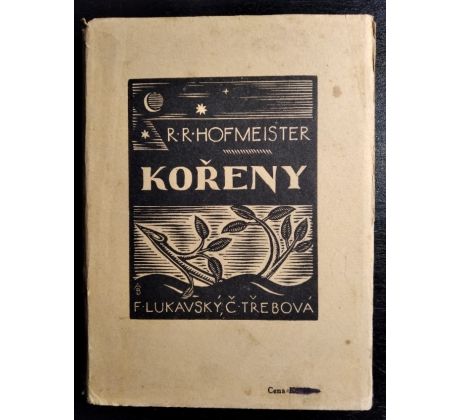 R·R·HOFMEISTER
KOŘENY
F·LUKAVSKÝ, Č·TŘEBOVÁ
Cena